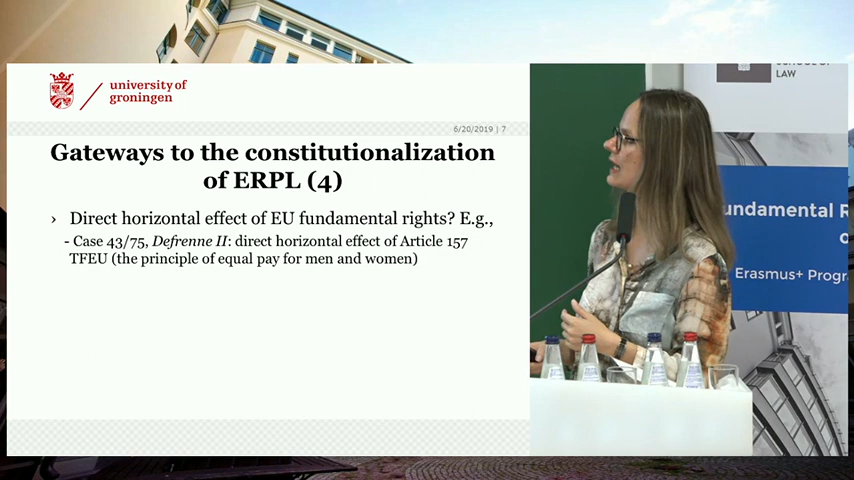 university of
groningen
6/20/2019 | 7
Gateways to the constitutionalization
of ERPL (4)
› Direct horizontal effect of EU fundamental rights? E.g.,
- Case 43/75, Defrenne II: direct horizontal effect of Article 157
TFEU (the principle of equal pay for men and women)
LAW
undamental R
o
Erasmus+ Progr